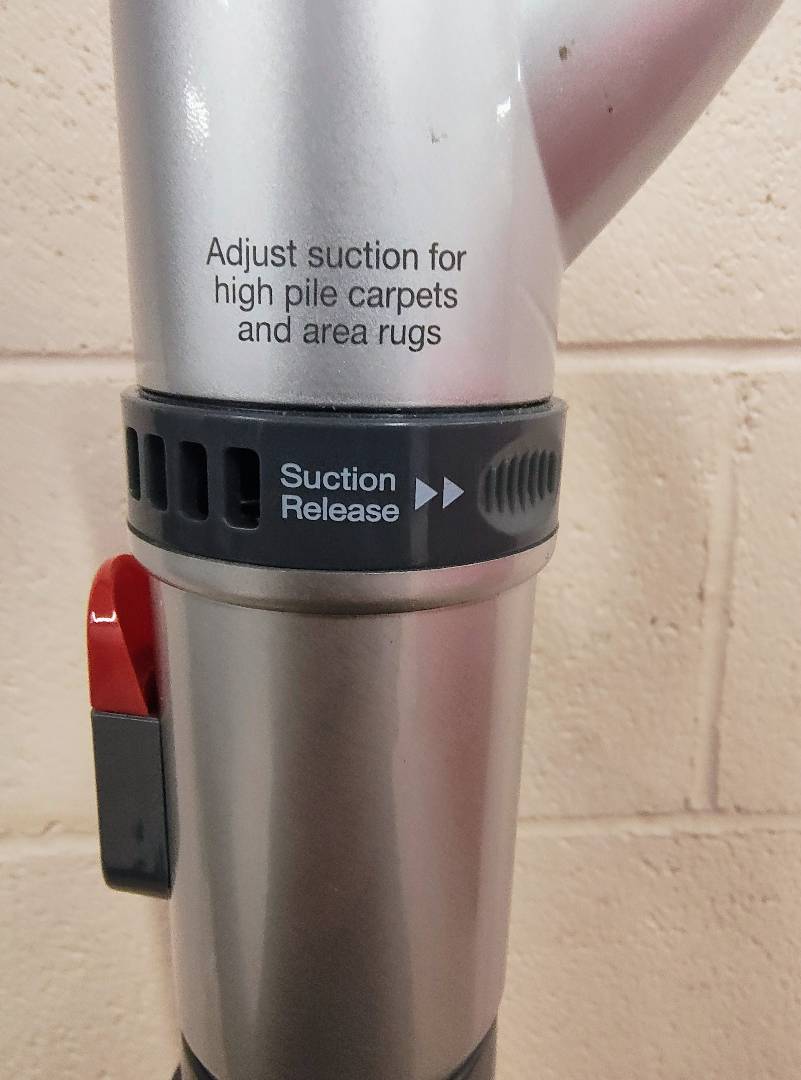 Adjust suction for
high pile carpets
and area rugs
Suction
Release